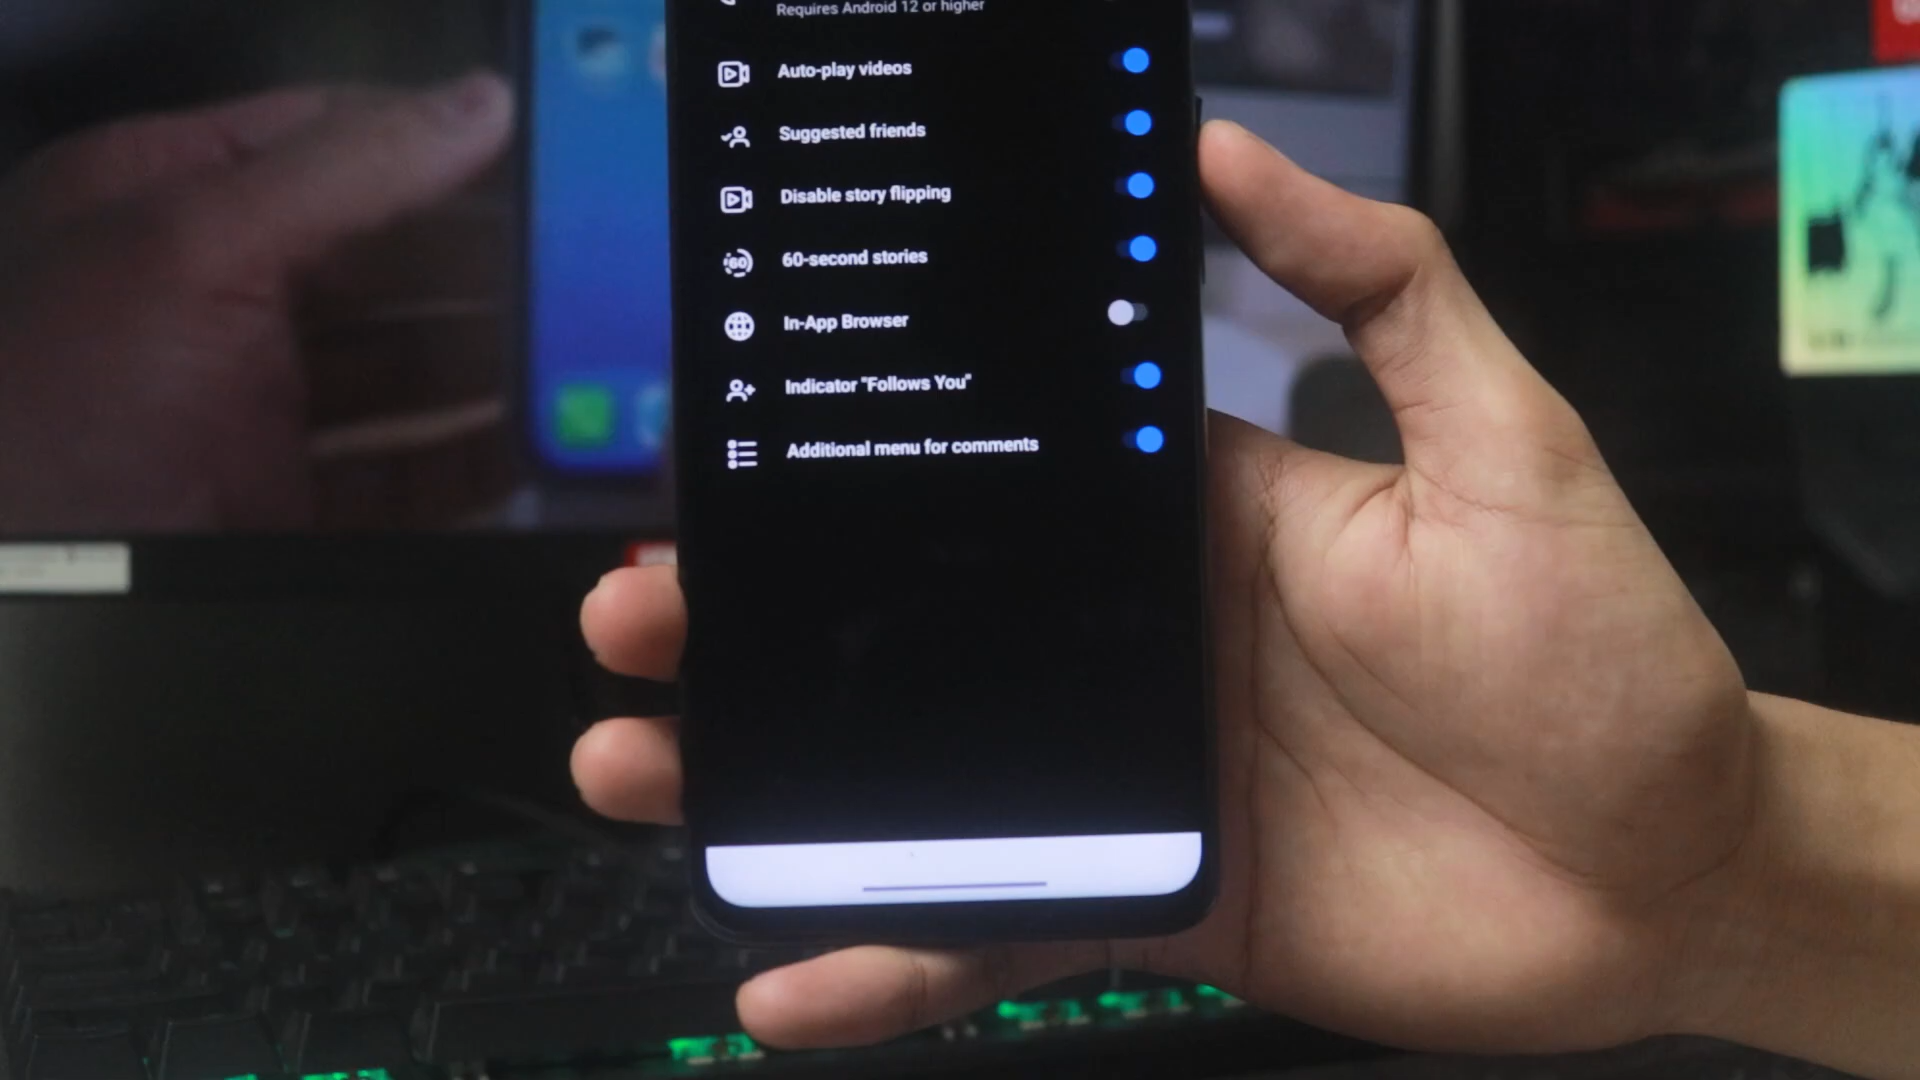 Requires Android 12 or higher
Auto-play videos
Suggested friends
Disable story flipping
60
60-second stories
In-App Browser
Indicator "Follows You"
Additional menu for comments